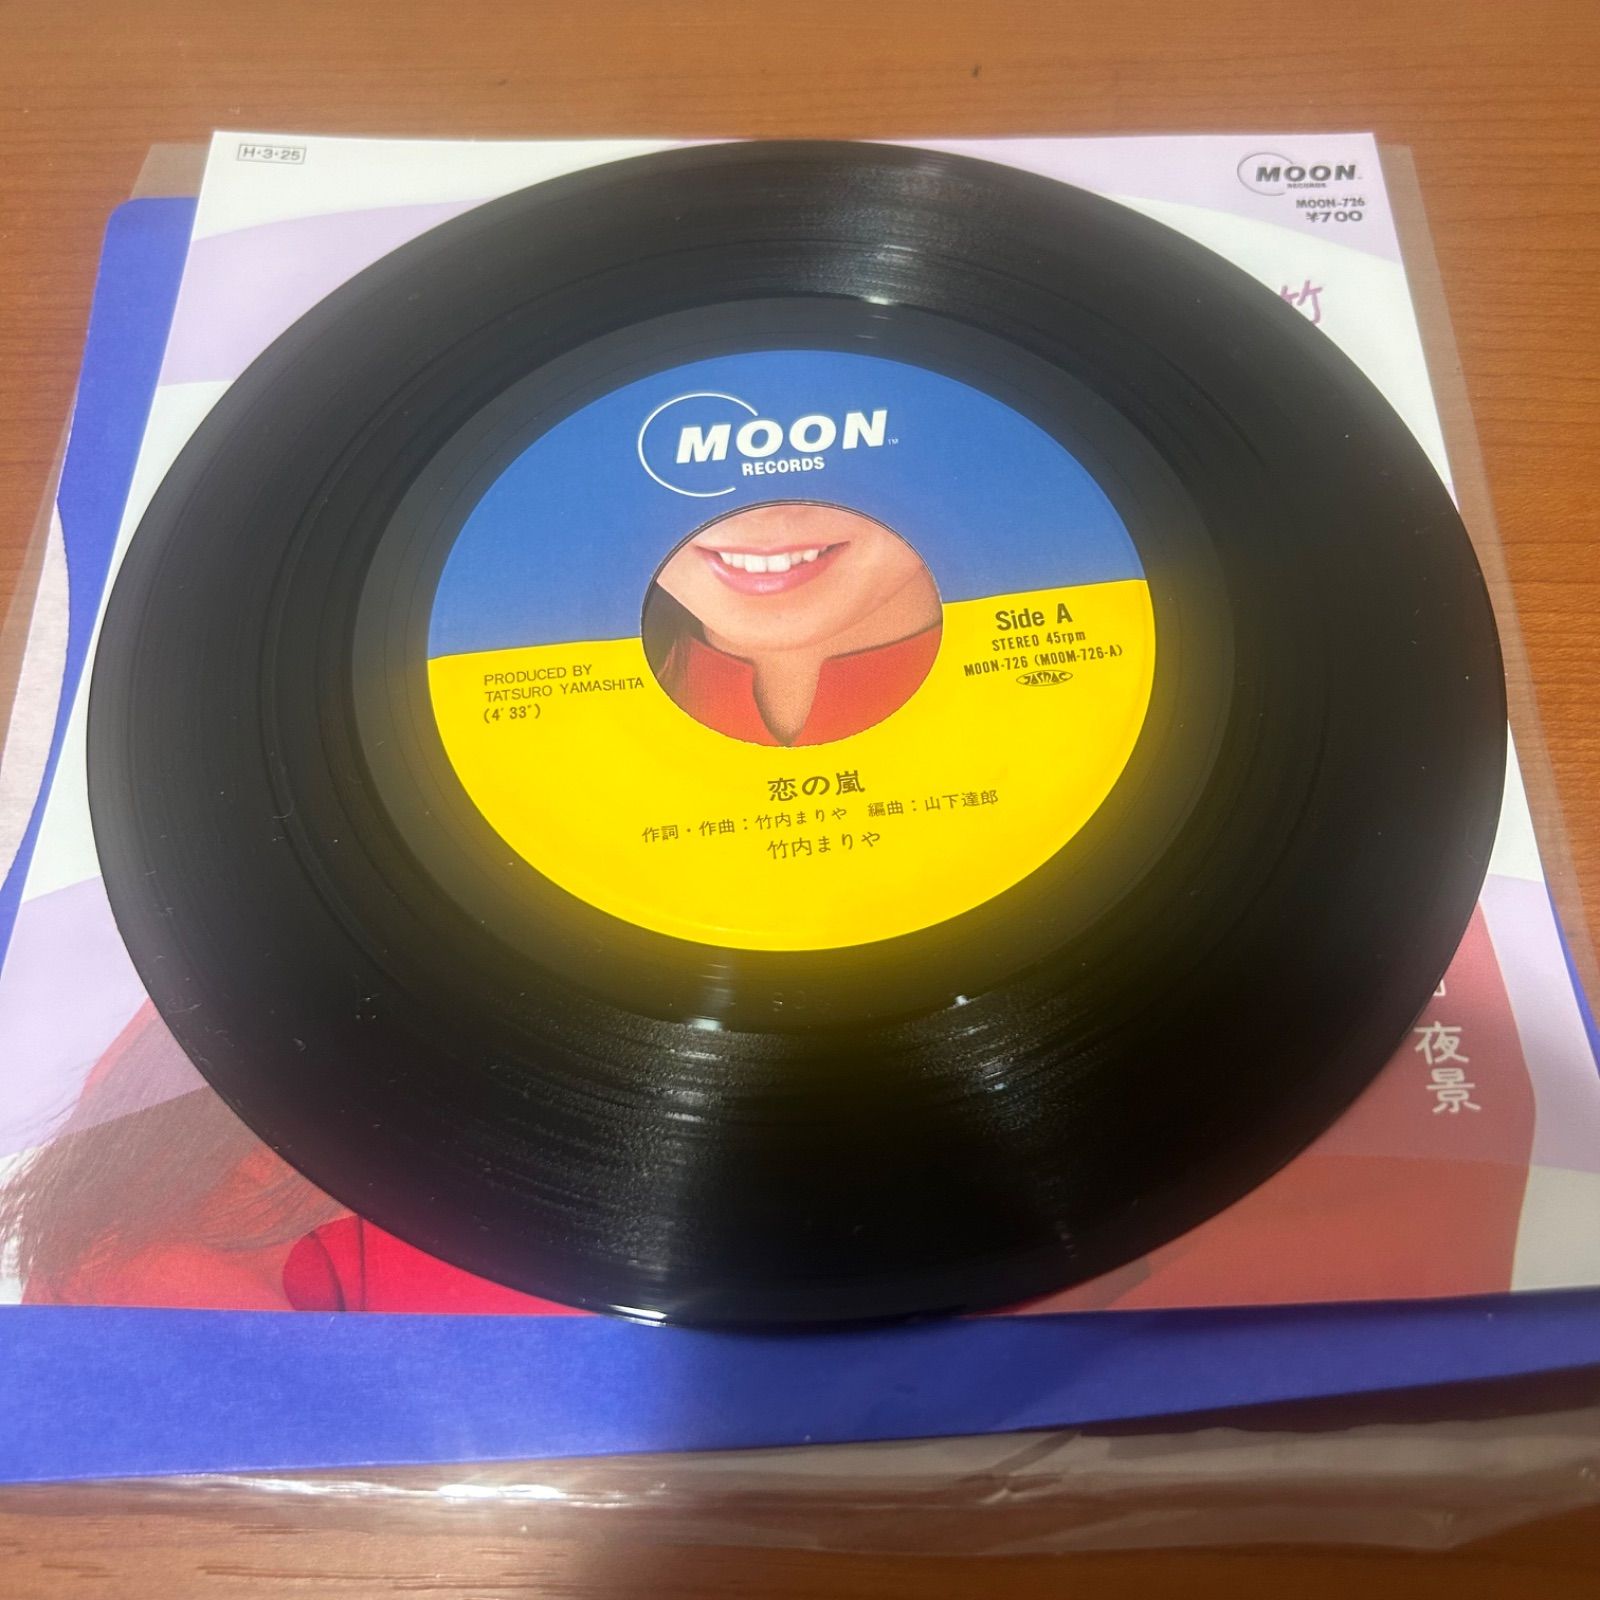 H・3・25
MOON
RECORDS
MOON-726
¥700
竹
MOON™
RECORDS
Side A
STEREO 45rpm
MOON-726 (MOOM-726-A)
JASRAC
PRODUCED BY
TATSURO YAMASHITA
(4′33″)
恋の嵐
作詞・作曲：竹内まりや　編曲：山下達郎
竹内まりや
夜景